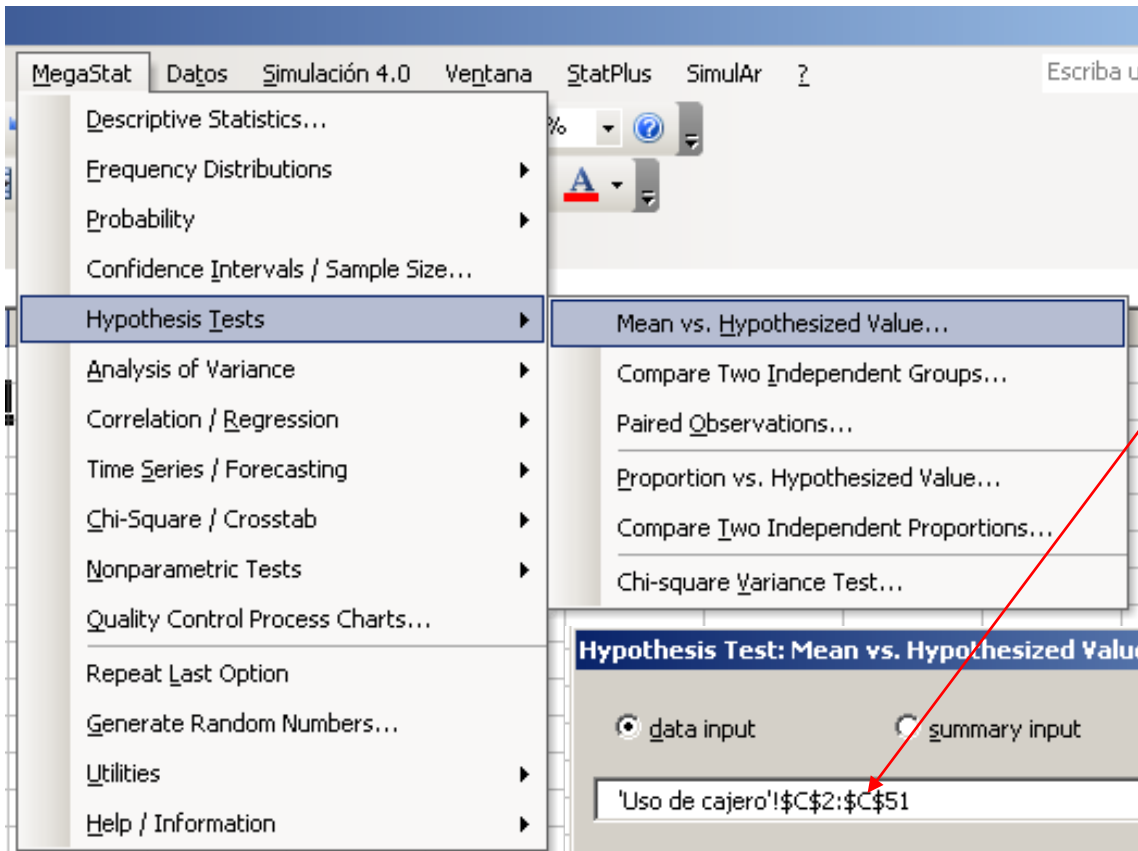 MegaStat Datos Simulación 4.0 Ventana StatPlus SimulAr ?
Escriba
Descriptive Statistics...
%
Frequency Distributions
A
Probability
Confidence Intervals / Sample Size...
Hypothesis Tests
Analysis of Variance
Correlation / Regression
Time Series / Forecasting
Chi-Square / Crosstab
Nonparametric Tests
Quality Control Process Charts...
Repeat Last Option
Generate Random Numbers...
Utilities
Help / Information
Mean vs. Hypothesized Value...
Compare Two Independent Groups...
Paired Observations...
Proportion vs. Hypothesized Value...
Compare Two Independent Proportions...
Chi-square Variance Test...
Hypothesis Test: Mean vs. Hypothesized Value
data input summary input
'Uso de cajero'!$C$2:$C$51